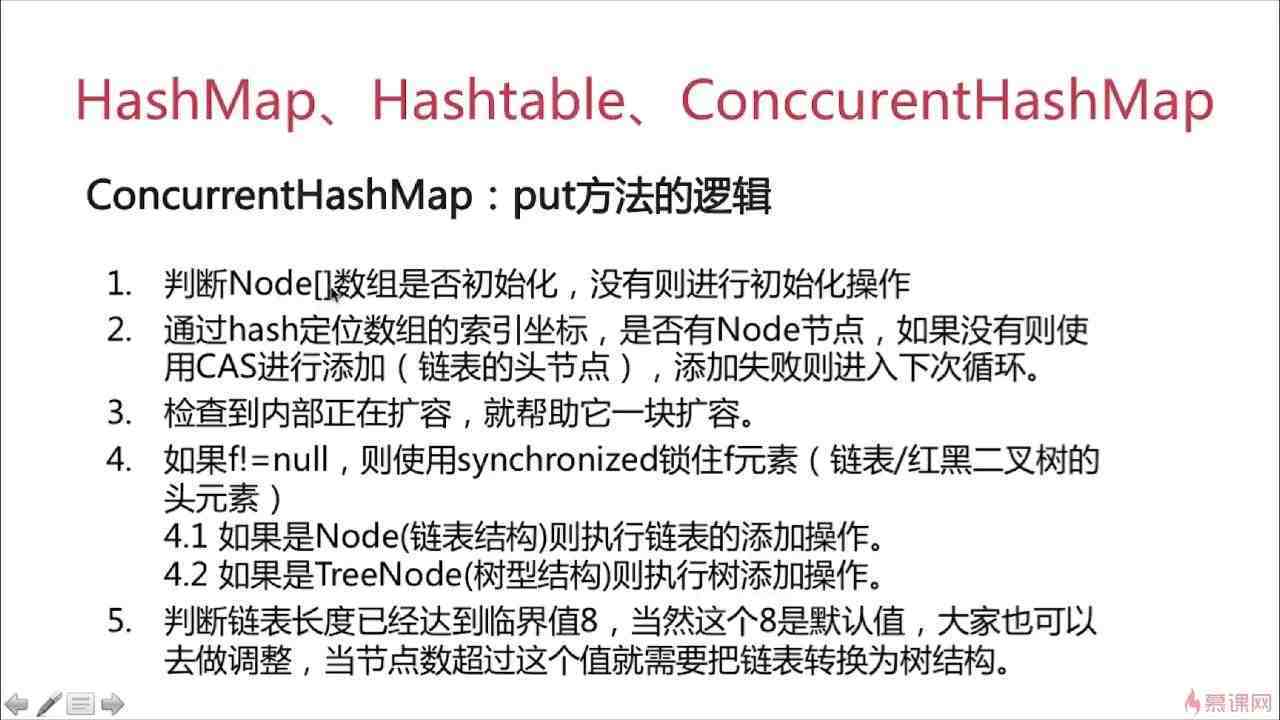 HashMap、Hashtable、ConccurentHashMap
ConcurrentHashMap：put方法的逻辑
1. 判断Node[]数组是否初始化，没有则进行初始化操作
2. 通过hash定位数组的索引坐标，是否有Node节点，如果没有则使
用CAS进行添加（链表的头节点），添加失败则进入下次循环。
3. 检查到内部正在扩容，就帮助它一块扩容。
4. 如果f!=null，则使用synchronized锁住f元素（链表/红黑二叉树的
头元素）
4.1 如果是Node(链表结构)则执行链表的添加操作。
4.2 如果是TreeNode(树型结构)则执行树添加操作。
5. 判断链表长度已经达到临界值8，当然这个8是默认值，大家也可以
去做调整，当节点数超过这个值就需要把链表转换为树结构。
慕课网